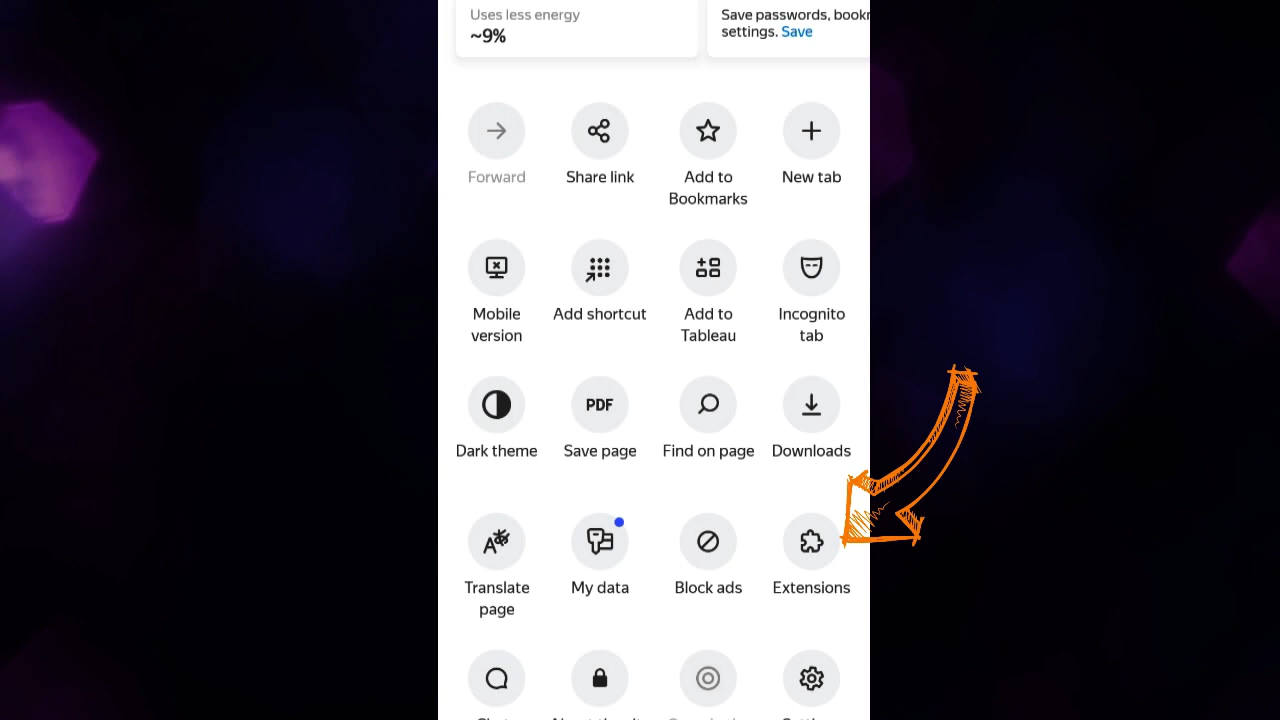 Uses less energy
~9%
Save passwords, bookr
settings. Save
Forward
Share link
Add to
Bookmarks
New tab
Mobile
version
Add shortcut
Add to
Tableau
Incognito
tab
Dark theme
PDF
Save page
Find on page
Downloads
Translate
page
My data
Block ads
Extensions